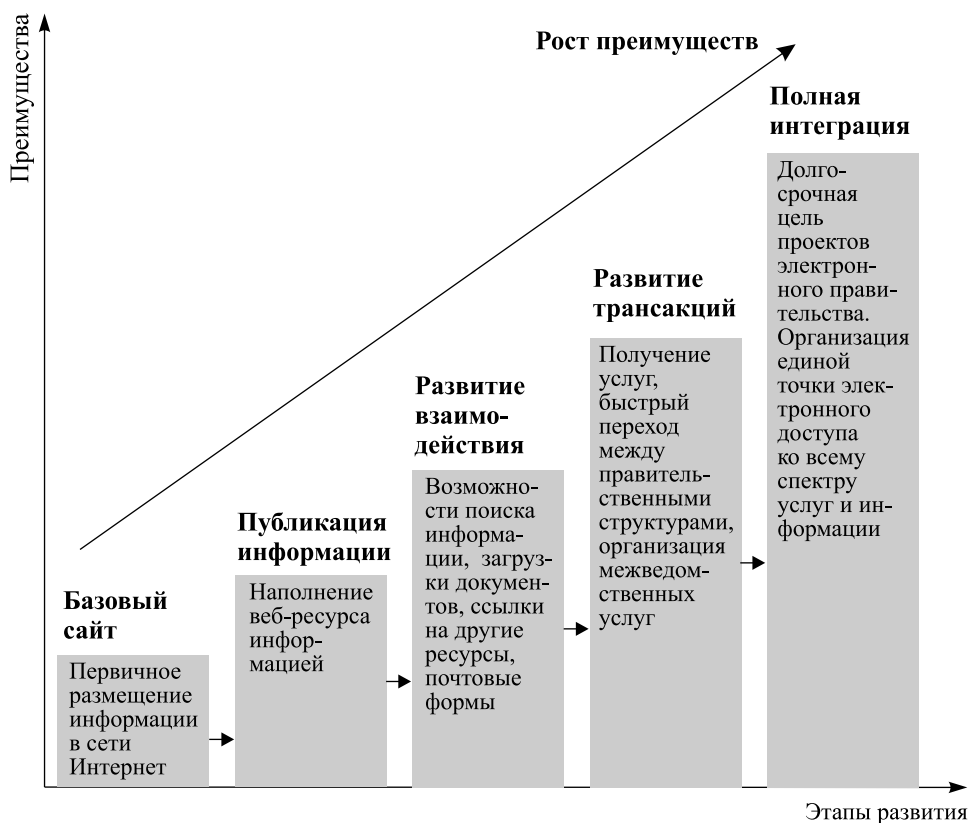 Преимущества
Рост преимуществ
Базовый
сайт
Первичное
размещение
информации
в сети
Интернет
Публикация
информации
Наполнение
веб-ресурса
инфор-
мацией
Развитие
взаимо-
действия
Возможно-
сти поиска
информа-
ции, загруз-
ки докумен-
тов, ссылки
на другие
ресурсы,
почтовые
формы
Развитие
трансакций
Получение
услуг,
быстрый
переход
между
правитель-
ственными
структурами,
организация
межведом-
ственных
услуг
Полная
интеграция
Долго-
срочная
цель
проектов
электрон-
ного прави-
тельства.
Организация
единой
точки элек-
тронного
доступа
ко всему
спектру
услуг и ин-
формации
Этапы развития